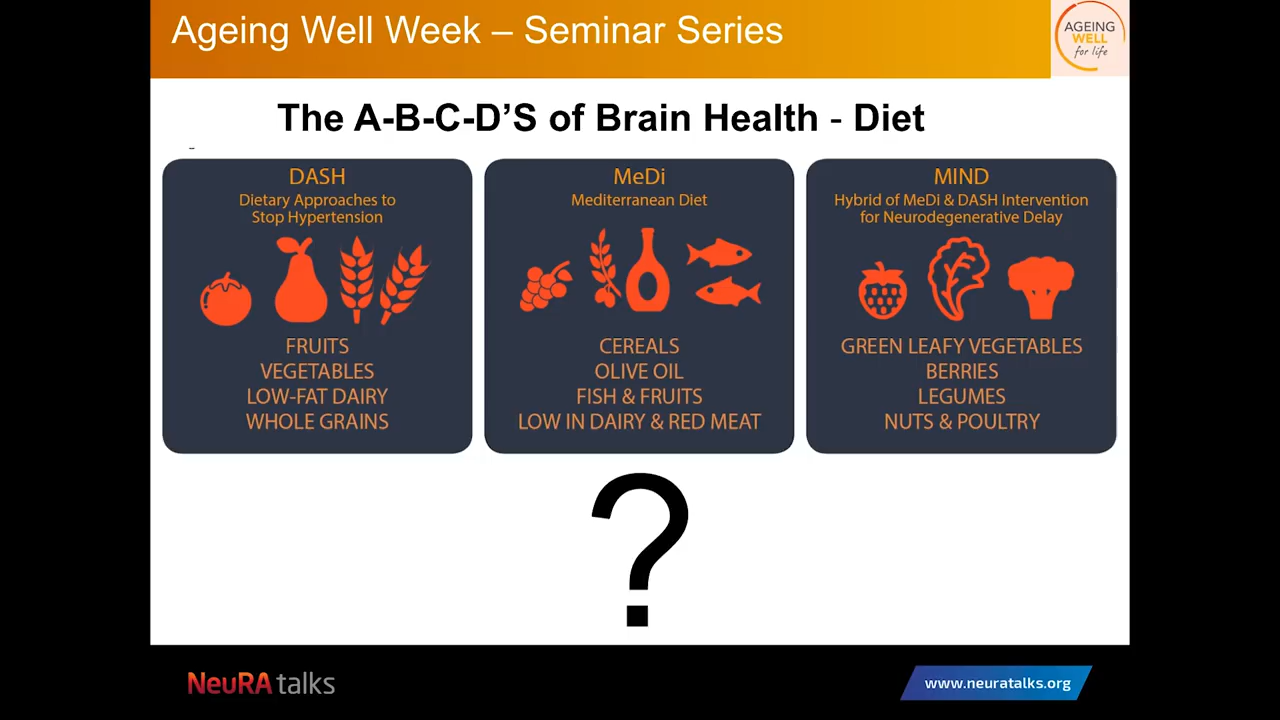 Ageing Well Week – Seminar Series
AGEING
WELL
for life
The A-B-C-D’S of Brain Health - Diet
DASH
Dietary Approaches to
Stop Hypertension
FRUITS
VEGETABLES
LOW-FAT DAIRY
WHOLE GRAINS
MeDi
Mediterranean Diet
CEREALS
OLIVE OIL
FISH & FRUITS
LOW IN DAIRY & RED MEAT
MIND
Hybrid of MeDi & DASH Intervention
for Neurodegenerative Delay
GREEN LEAFY VEGETABLES
BERRIES
LEGUMES
NUTS & POULTRY
?
NeuRA talks
www.neuratalks.org